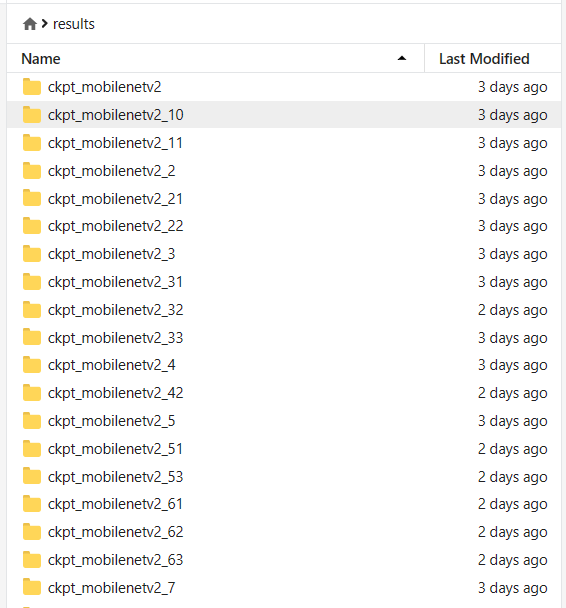 results
Name Last Modified
ckpt_mobilenetv2 3 days ago
ckpt_mobilenetv2_10 3 days ago
ckpt_mobilenetv2_11 3 days ago
ckpt_mobilenetv2_2 3 days ago
ckpt_mobilenetv2_21 3 days ago
ckpt_mobilenetv2_22 3 days ago
ckpt_mobilenetv2_3 3 days ago
ckpt_mobilenetv2_31 3 days ago
ckpt_mobilenetv2_32 2 days ago
ckpt_mobilenetv2_33 3 days ago
ckpt_mobilenetv2_4 3 days ago
ckpt_mobilenetv2_42 2 days ago
ckpt_mobilenetv2_5 3 days ago
ckpt_mobilenetv2_51 2 days ago
ckpt_mobilenetv2_53 2 days ago
ckpt_mobilenetv2_61 2 days ago
ckpt_mobilenetv2_62 2 days ago
ckpt_mobilenetv2_63 2 days ago
ckpt_mobilenetv2_7 3 days ago